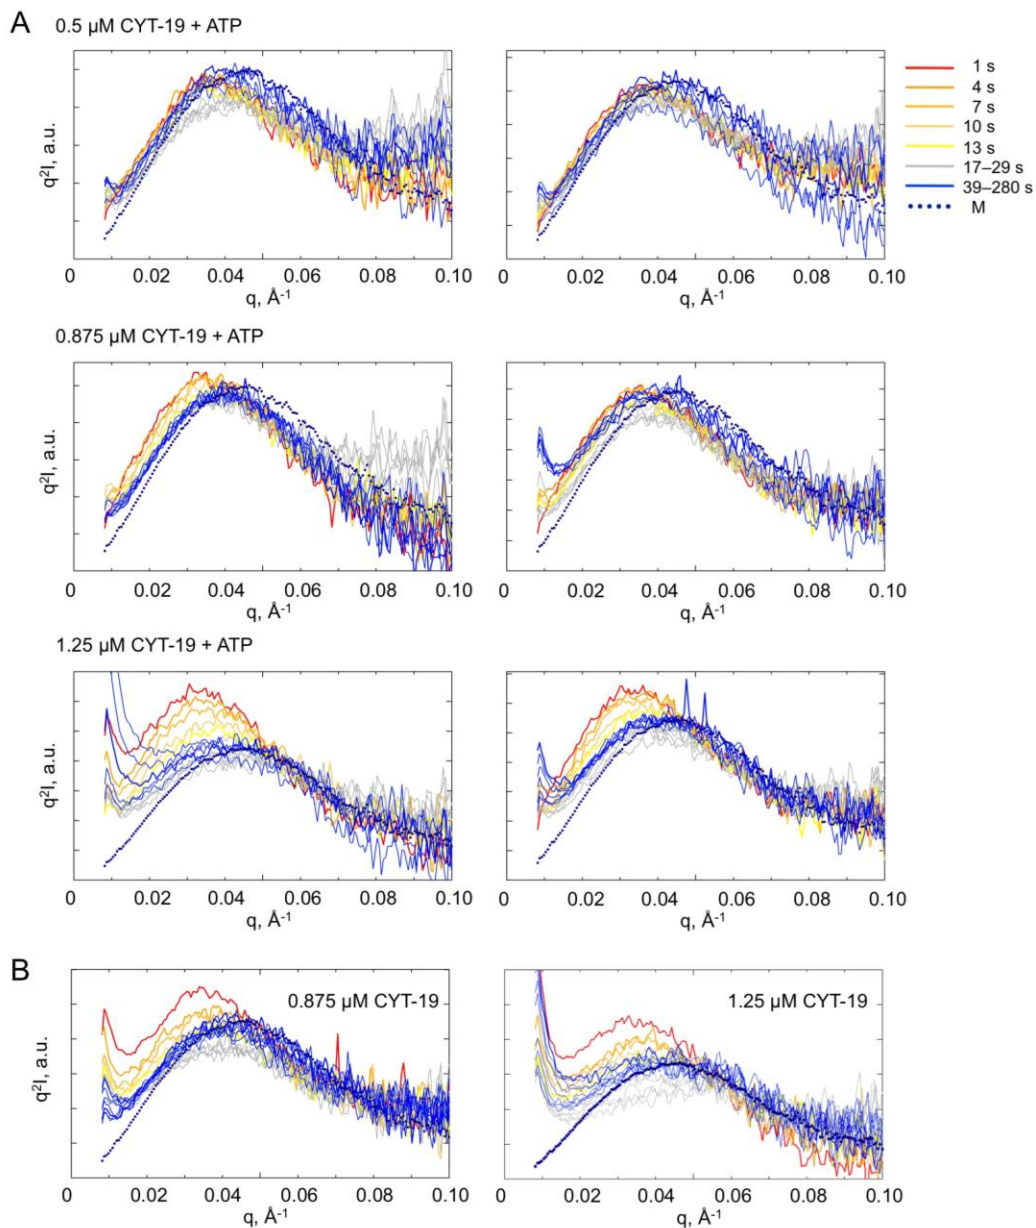 A
0.5 µM CYT-19 + ATP
1 s
4 s
7 s
10 s
13 s
17–29 s
39–280 s
M
q²I, a.u.
0 0.02 0.04 0.06 0.08 0.10
q, Å⁻¹
0 0.02 0.04 0.06 0.08 0.10
q, Å⁻¹
0.875 µM CYT-19 + ATP
q²I, a.u.
0 0.02 0.04 0.06 0.08 0.10
q, Å⁻¹
0 0.02 0.04 0.06 0.08 0.10
q, Å⁻¹
1.25 µM CYT-19 + ATP
q²I, a.u.
0 0.02 0.04 0.06 0.08 0.10
q, Å⁻¹
0 0.02 0.04 0.06 0.08 0.10
q, Å⁻¹
B
0.875 µM CYT-19
q²I, a.u.
0 0.02 0.04 0.06 0.08 0.10
q, Å⁻¹
1.25 µM CYT-19
0 0.02 0.04 0.06 0.08 0.10
q, Å⁻¹